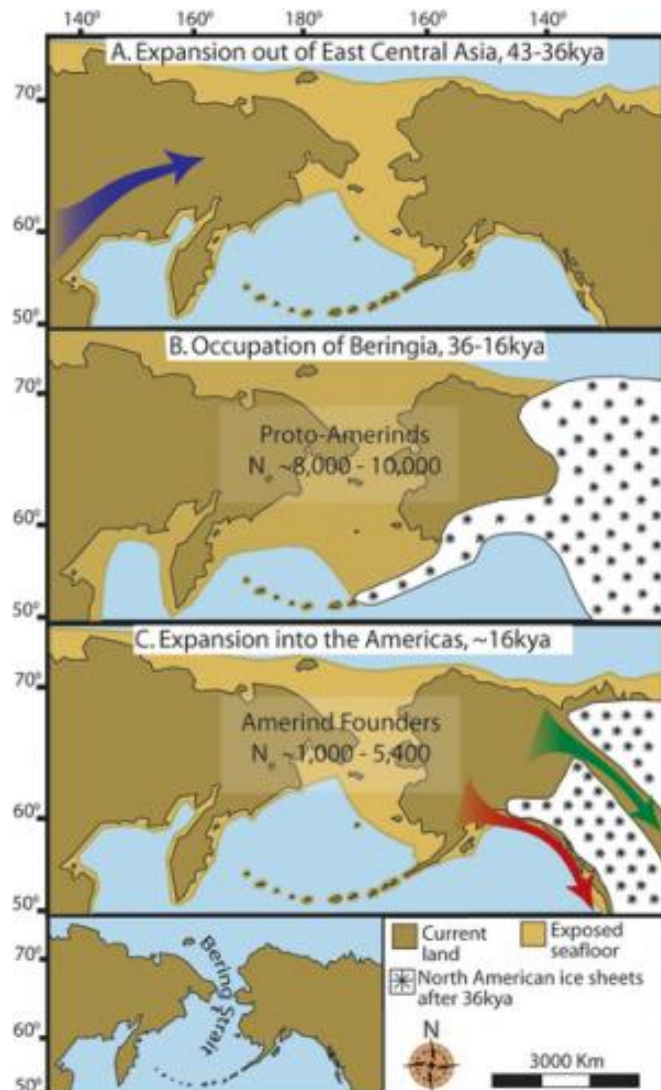 140° 160° 180° 160° 140°
A. Expansion out of East Central Asia, 43-36kya
70°
60°
50°
B. Occupation of Beringia, 36-16kya
70°
Proto-Amerinds
Ne ~8,000 - 10,000
60°
50°
C. Expansion into the Americas, ~16kya
70°
Amerind Founders
Ne ~1,000 - 5,400
60°
50°
Bering Strait
70°
60°
50°
Current land
Exposed seafloor
North American ice sheets
after 36kya
N
3000 Km